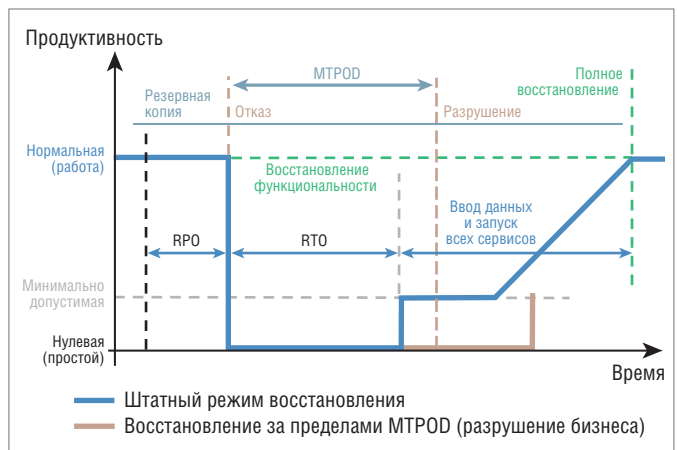 Продуктивность
MTPOD
Полное
восстановление
Резервная
копия
Отказ
Разрушение
Нормальная
(работа)
Восстановление
функциональности
Ввод данных
и запуск
всех сервисов
RPO
RTO
Минимально
допустимая
Нулевая
(простой)
Время
Штатный режим восстановления
Восстановление за пределами MTPOD (разрушение бизнеса)